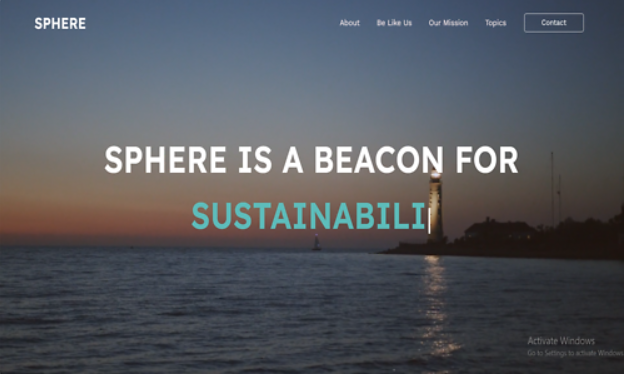 SPHERE
About Be Like Us Our Mission Topics Contact
SPHERE IS A BEACON FOR
SUSTAINABILI
Activate Windows
Go to Settings to activate Windows